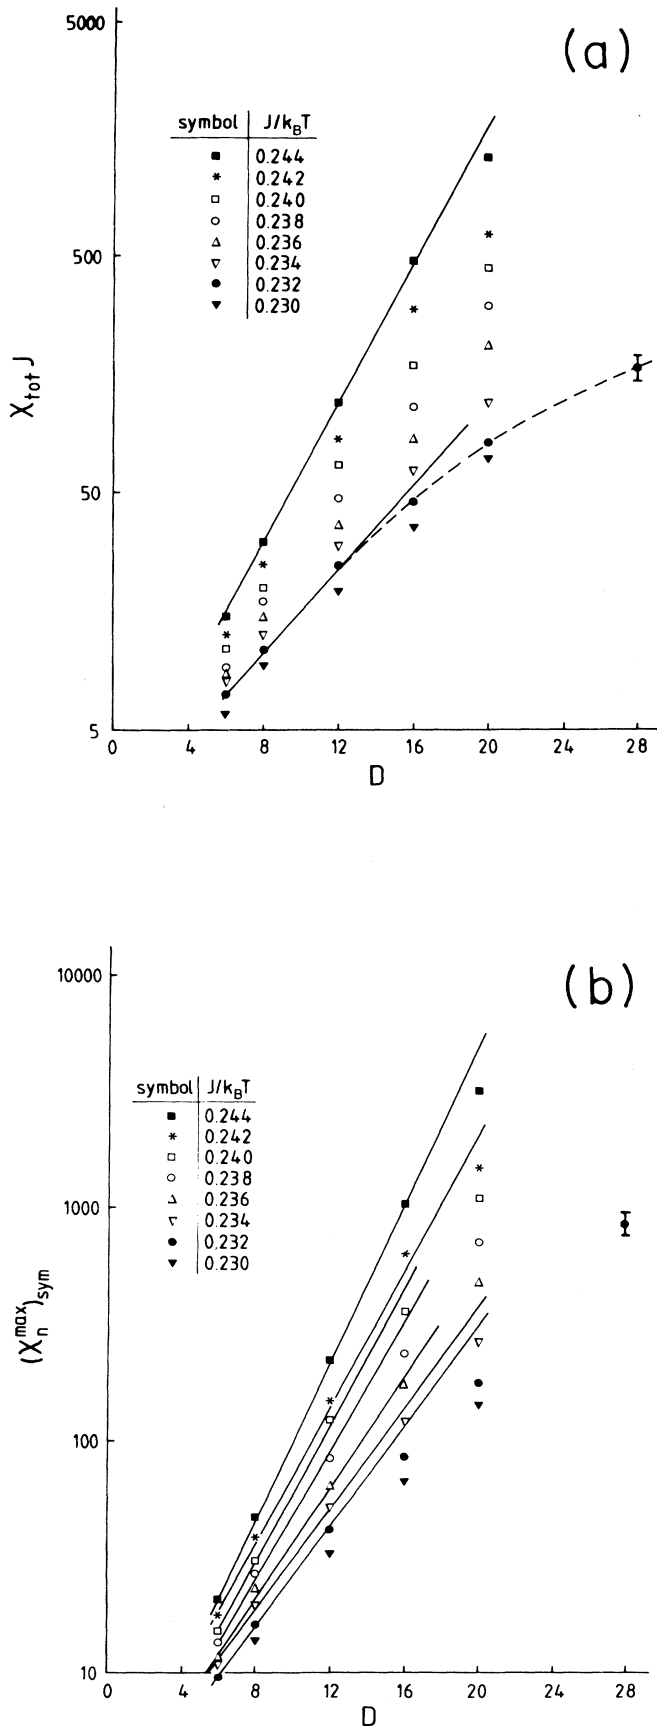 5000
(a)
symbol J/k_BT
■ 0.244
* 0.242
□ 0.240
○ 0.238
△ 0.236
▽ 0.234
● 0.232
▼ 0.230
500
χ_tot J
50
5
0 4 8 12 16 20 24 28
D
10000
(b)
symbol J/k_BT
■ 0.244
* 0.242
□ 0.240
○ 0.238
△ 0.236
▽ 0.234
● 0.232
▼ 0.230
1000
(χ_n^max)_sym
100
10
0 4 8 12 16 20 24 28
D